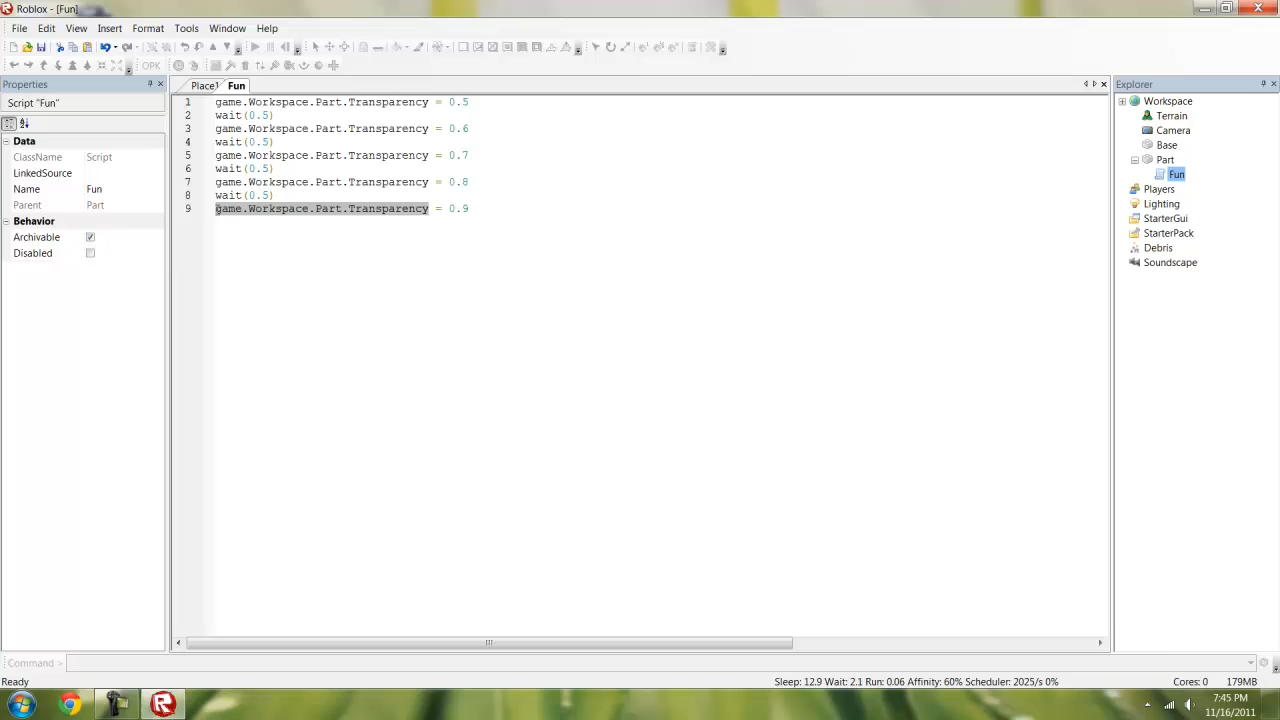 Roblox - [Fun]
File Edit View Insert Format Tools Window Help
OPK
Properties
Script "Fun"
Data
ClassName Script
LinkedSource
Name Fun
Parent Part
Behavior
Archivable
Disabled
Place1 Fun
1 game.Workspace.Part.Transparency = 0.5
2 wait(0.5)
3 game.Workspace.Part.Transparency = 0.6
4 wait(0.5)
5 game.Workspace.Part.Transparency = 0.7
6 wait(0.5)
7 game.Workspace.Part.Transparency = 0.8
8 wait(0.5)
9 game.Workspace.Part.Transparency = 0.9
Explorer
Workspace
Terrain
Camera
Base
Part
Fun
Players
Lighting
StarterGui
StarterPack
Debris
Soundscape
Command >
Ready
Sleep: 12.9 Wait: 2.1 Run: 0.06 Affinity: 60% Scheduler: 2025/s 0%
Cores: 0 179MB
7:45 PM
11/16/2011